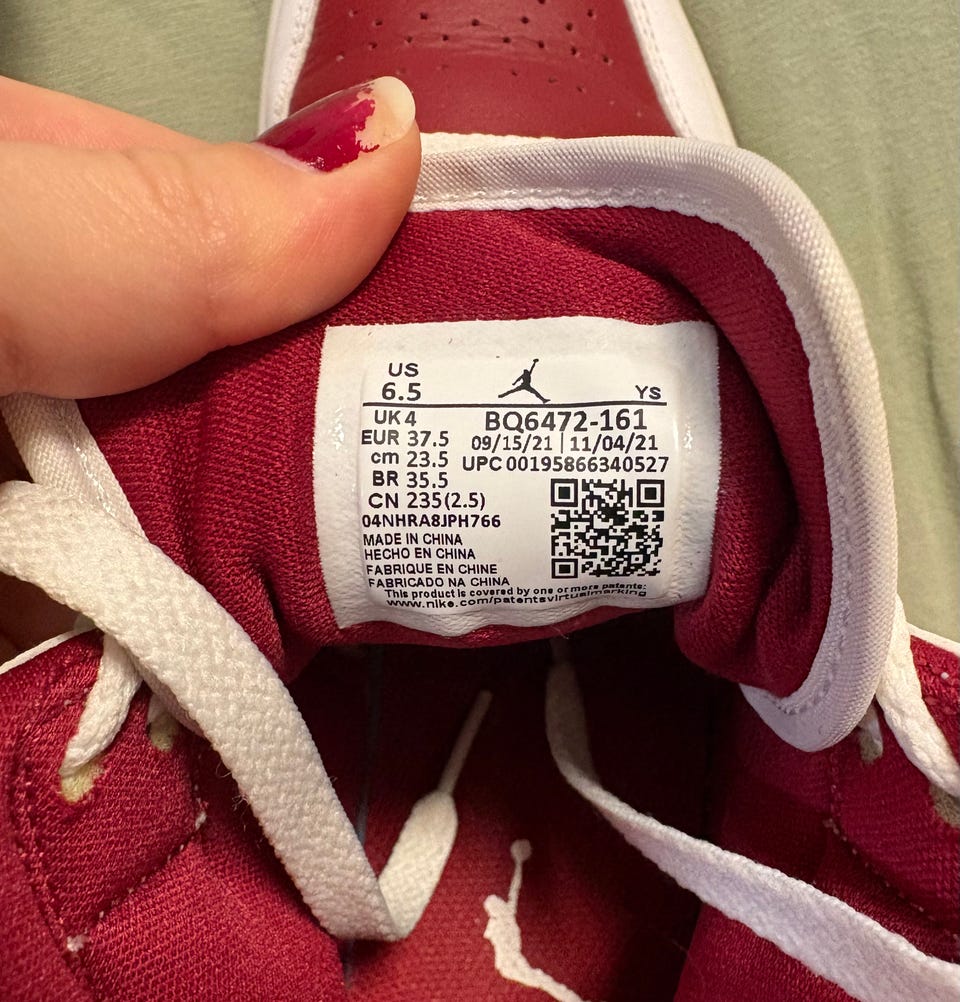 US
6.5
YS
UK 4
EUR 37.5
cm 23.5
BR 35.5
CN 235(2.5)
BQ6472-161
09/15/21 | 11/04/21
UPC 00195866340527
04NHRA8JPH766
MADE IN CHINA
HECHO EN CHINA
FABRIQUE EN CHINE
FABRICADO NA CHINA
This product is covered by one or more patents:
www.nike.com/patentsvirtualmarking